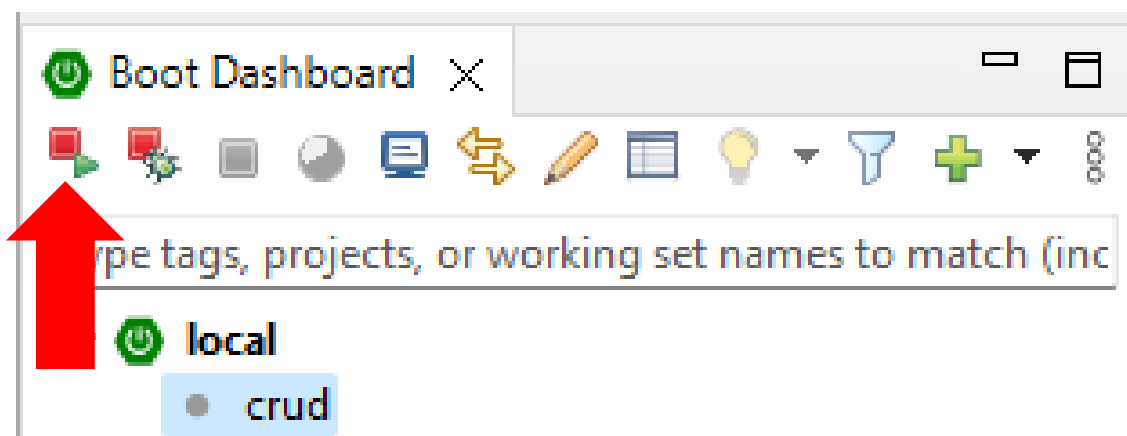 Boot Dashboard
ype tags, projects, or working set names to match (inc
local
crud